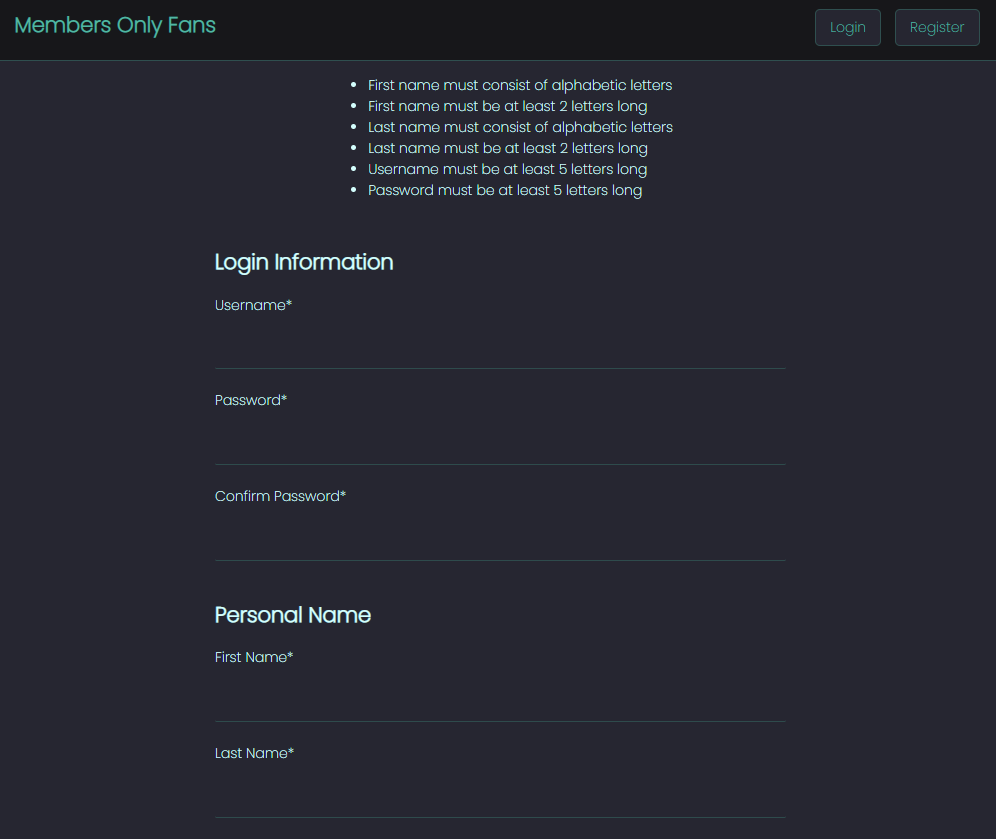 Members Only Fans
Login
Register
First name must consist of alphabetic letters
First name must be at least 2 letters long
Last name must consist of alphabetic letters
Last name must be at least 2 letters long
Username must be at least 5 letters long
Password must be at least 5 letters long
Login Information
Username*
Password*
Confirm Password*
Personal Name
First Name*
Last Name*